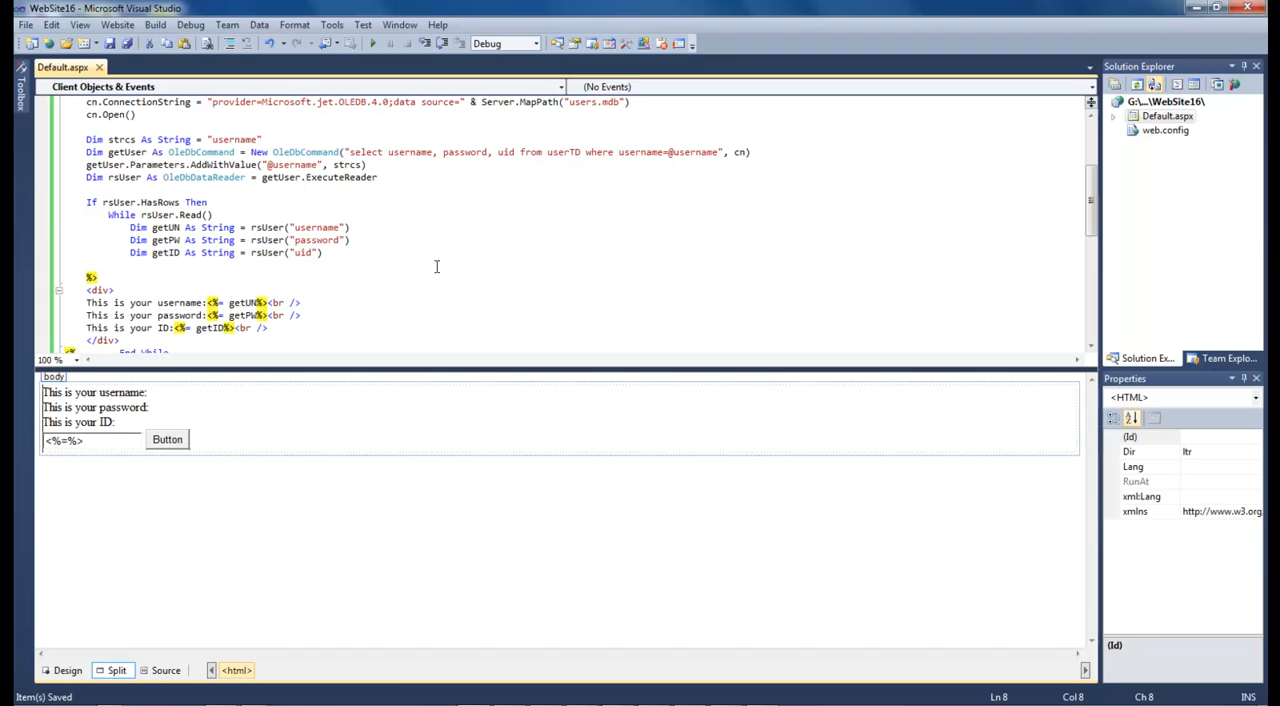 WebSite16 - Microsoft Visual Studio
File Edit View Website Build Debug Team Data Format Tools Test Window Help
Debug
Toolbox
Default.aspx
Client Objects & Events
(No Events)
cn.ConnectionString = "provider=Microsoft.jet.OLEDB.4.0;data source=" & Server.MapPath("users.mdb")
cn.Open()
Dim strcs As String = "username"
Dim getUser As OleDbCommand = New OleDbCommand("select username, password, uid from userTD where username=@username", cn)
getUser.Parameters.AddWithValue("@username", strcs)
Dim rsUser As OleDbDataReader = getUser.ExecuteReader
If rsUser.HasRows Then
While rsUser.Read()
Dim getUN As String = rsUser("username")
Dim getPW As String = rsUser("password")
Dim getID As String = rsUser("uid")
%>
<div>
This is your username:<%= getUN%><br />
This is your password:<%= getPW%><br />
This is your ID:<%= getID%><br />
</div>
<% End While
100 %
body
This is your username:
This is your password:
This is your ID:
<%=%>
Button
Design Split Source <html>
Item(s) Saved
Ln 8 Col 8 Ch 8 INS
Solution Explorer
G:\...\WebSite16\
Default.aspx
web.config
Solution Ex... Team Explo...
Properties
<HTML>
(Id)
Dir ltr
Lang
RunAt
xml:Lang
xmlns http://www.w3.org,
(Id)